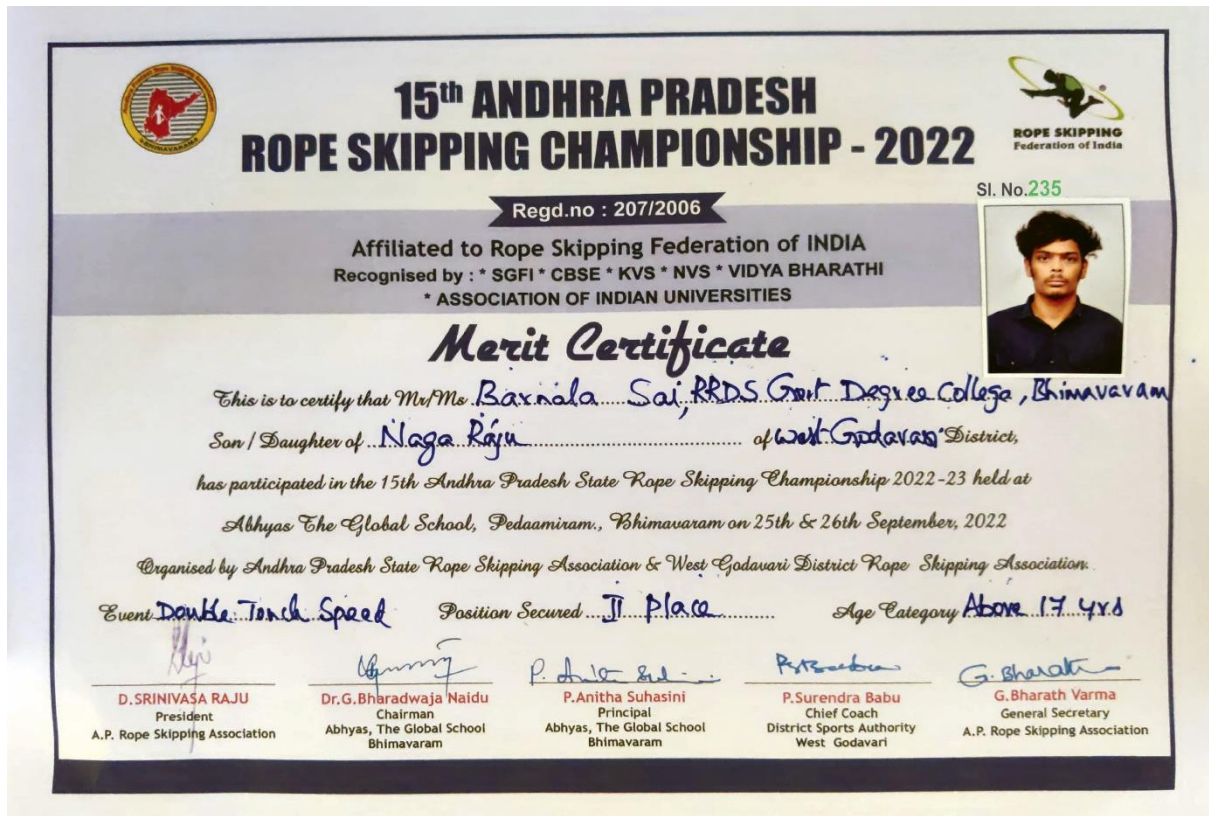 15th ANDHRA PRADESH
ROPE SKIPPING CHAMPIONSHIP - 2022
ROPE SKIPPING
Federation of India
Sl. No.235
Regd.no : 207/2006
Affiliated to Rope Skipping Federation of INDIA
Recognised by : * SGFI * CBSE * KVS * NVS * VIDYA BHARATHI
* ASSOCIATION OF INDIAN UNIVERSITIES
Merit Certificate
This is to certify that Mr/Ms Barnala Sai, RRDS Govt Degree College, Bhimavaram
Son / Daughter of Naga Raju of West Godavari District,
has participated in the 15th Andhra Pradesh State Rope Skipping Championship 2022-23 held at
Abhyas The Global School, Pedaamiram., Bhimavaram on 25th & 26th September, 2022
Organised by Andhra Pradesh State Rope Skipping Association & West Godavari District Rope Skipping Association.
Event Double Touch Speed Position Secured II Place Age Category Above 17 yrs
P. Anitha Su G. Bharath
D.SRINIVASA RAJU Dr.G.Bharadwaja Naidu P.Anitha Suhasini P.Surendra Babu G.Bharath Varma
President Chairman Principal Chief Coach General Secretary
A.P. Rope Skipping Association Abhyas, The Global School Abhyas, The Global School District Sports Authority A.P. Rope Skipping Association
Bhimavaram Bhimavaram West Godavari